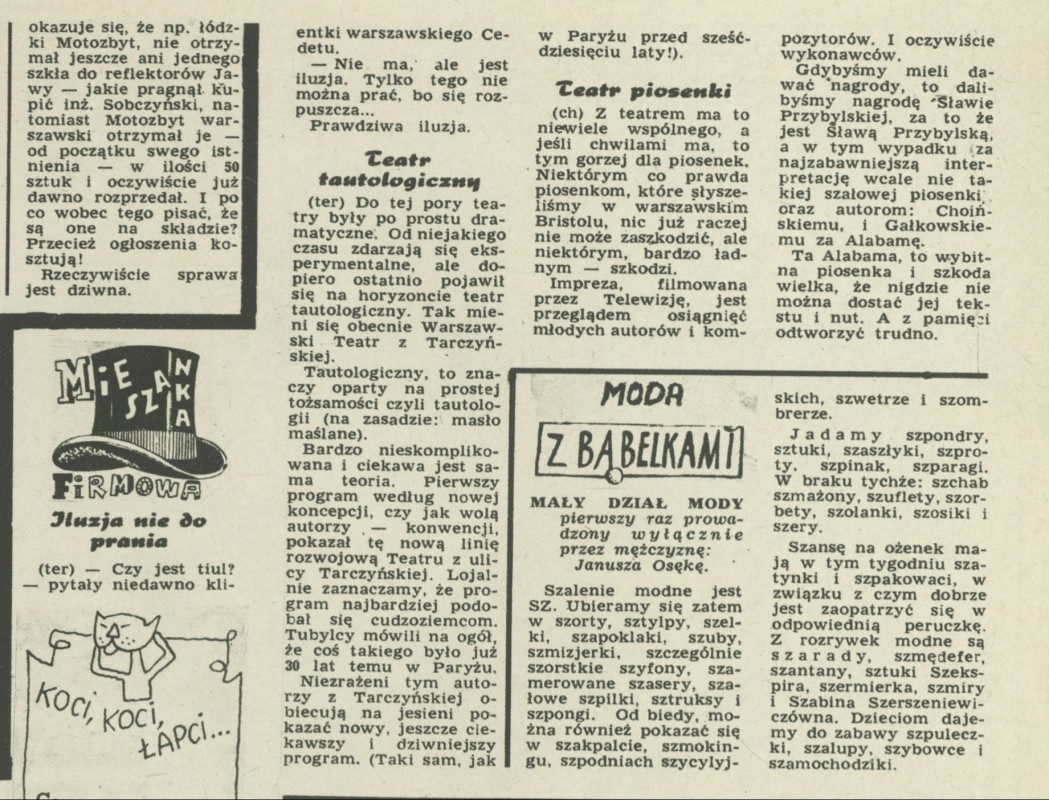 okazuje się, że np. łódz-
ki Motozbyt, nie otrzy-
mał jeszcze ani jednego
szkła do reflektorów Ja-
wy — jakie pragnął ku-
pić inż. Sobczyński, na-
tomiast Motozbyt war-
szawski otrzymał je —
od początku swego ist-
nienia — w ilości 50
sztuk i oczywiście już
dawno rozprzedał. I po
co wobec tego pisać, że
są one na składzie?
Przecież ogłoszenia ko-
sztują!
Rzeczywiście sprawa
jest dziwna.
MiESZANKA
FiRMOWA
Iluzja nie do
prania
(ter) — Czy jest tiul?
— pytały niedawno kli-
KOCi, KOCi,
ŁAPCi...
entki warszawskiego Ce-
detu.
— Nie ma, ale jest
iluzja. Tylko tego nie
można prać, bo się roz-
puszcza...
Prawdziwa iluzja.
Teatr
tautologiczny
(ter) Do tej pory tea-
try były po prostu dra-
matyczne. Od niejakiego
czasu zdarzają się eks-
perymentalne, ale do-
piero ostatnio pojawił
się na horyzoncie teatr
tautologiczny. Tak mie-
ni się obecnie Warszaw-
ski Teatr z Tarczyń-
skiej.
Tautologiczny, to zna-
czy oparty na prostej
tożsamości czyli tautolo-
gii (na zasadzie: masło
maślane).
Bardzo nieskompliko-
wana i ciekawa jest sa-
ma teoria. Pierwszy
program według nowej
koncepcji, czy jak wolą
autorzy — konwencji,
pokazał tę nową linię
rozwojową Teatru z uli-
cy Tarczyńskiej. Lojal-
nie zaznaczamy, że pro-
gram najbardziej podo-
bał się cudzoziemcom.
Tubylcy mówili na ogół,
że coś takiego było już
30 lat temu w Paryżu.
Niezrażeni tym auto-
rzy z Tarczyńskiej o-
biecują na jesieni po-
kazać nowy, jeszcze cie-
kawszy i dziwniejszy
program. (Taki sam, jak
w Paryżu przed sześć-
dziesięciu laty!).
Teatr piosenki
(ch) Z teatrem ma to
niewiele wspólnego, a
jeśli chwilami ma, to
tym gorzej dla piosenek.
Niektórym co prawda
piosenkom, które słysze-
liśmy w warszawskim
Bristolu, nic już raczej
nie może zaszkodzić, ale
niektórym, bardzo ład-
nym — szkodzi.
Impreza, filmowana
przez Telewizję, jest
przeglądem osiągnięć
młodych autorów i kom-
pozytorów. I oczywiście
wykonawców.
Gdybyśmy mieli da-
wać nagrody, to dali-
byśmy nagrodę Sławie
Przybylskiej, za to że
jest Sławą Przybylską,
a w tym wypadku za
najzabawniejszą inter-
pretację wcale nie ta-
kiej szałowej piosenki
oraz autorom: Choiń-
skiemu, i Gałkowskie-
mu za Alabamę.
Ta Alabama, to wybit-
na piosenka i szkoda
wielka, że nigdzie nie
można dostać jej tek-
stu i nut. A z pamięci
odtworzyć trudno.
MODA
Z BĄBELKAMI
MAŁY DZIAŁ MODY
pierwszy raz prowa-
dzony wyłącznie
przez mężczyznę:
Janusza Osękę.
Szalenie modne jest
SZ. Ubieramy się zatem
w szorty, sztylpy, szel-
ki, szapoklaki, szuby,
szmizjerki, szczególnie
szorstkie szyfony, sza-
merowane szasery, sza-
łowe szpilki, sztruksy i
szpongi. Od biedy, mo-
żna również pokazać się
w szakpalcie, szmokin-
gu, szpodniach szycylyj-
skich, szwetrze i szom-
brerze.
Jadamy szpondry,
sztuki, szaszłyki, szpro-
ty, szpinak, szparagi.
W braku tychże: szchab
szmażony, szuflety, szor-
bety, szolanki, szosiki i
szery.
Szansę na ożenek ma-
ją w tym tygodniu sza-
tynki i szpakowaci, w
związku z czym dobrze
jest zaopatrzyć się w
odpowiednią peruczkę.
Z rozrywek modne są
szarady, szmędefer,
szantany, sztuki Szeks-
pira, szermierka, szmiry
i Szabina Szerszeniewi-
czówna. Dzieciom daje-
my do zabawy szpulecz-
ki, szalupy, szybowce i
szamochodziki.